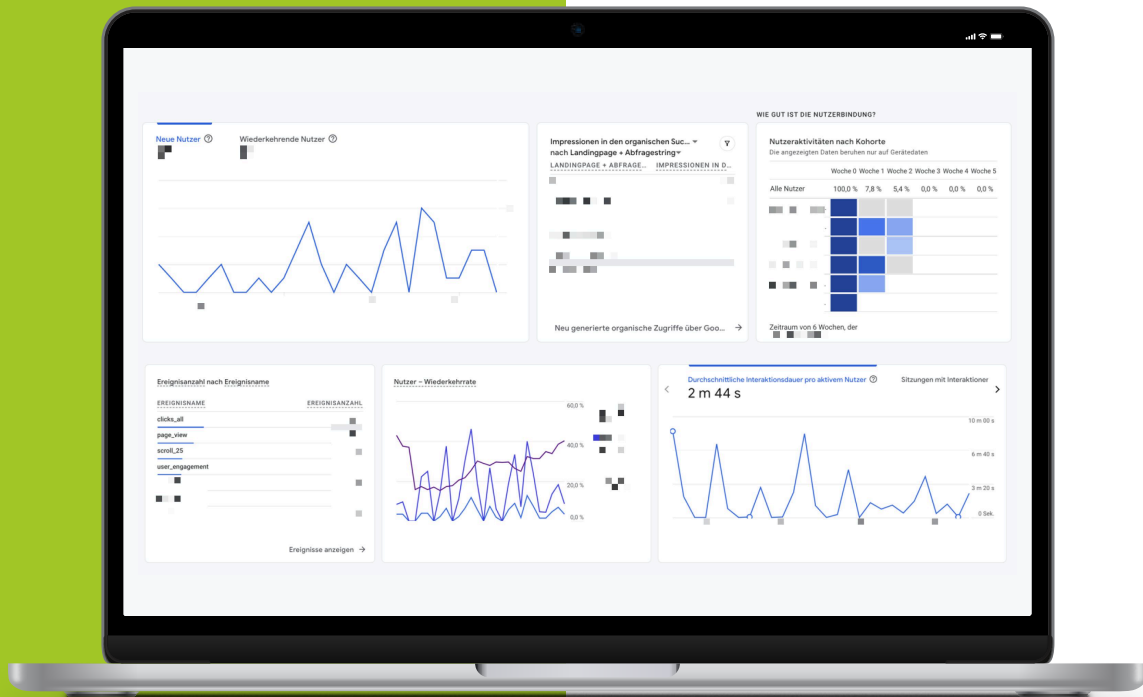 WIE GUT IST DIE NUTZERBINDUNG?
Neue Nutzer
Wiederkehrende Nutzer
Impressionen in den organischen Suc...
nach Landingpage + Abfragestring
LANDINGPAGE + ABFRAGE... IMPRESSIONEN IN D...
Neu generierte organische Zugriffe über Goo... →
Nutzeraktivitäten nach Kohorte
Die angezeigten Daten beruhen nur auf Gerätedaten
Woche 0 Woche 1 Woche 2 Woche 3 Woche 4 Woche 5
Alle Nutzer 100,0 % 7,8 % 5,4 % 0,0 % 0,0 % 0,0 %
Zeitraum von 6 Wochen, der
Ereignisanzahl nach Ereignisname
EREIGNISNAME EREIGNISANZAHL
clicks_all
page_view
scroll_25
user_engagement
Ereignisse anzeigen →
Nutzer – Wiederkehrrate
60,0 %
40,0 %
20,0 %
0,0 %
Durchschnittliche Interaktionsdauer pro aktivem Nutzer
Sitzungen mit Interaktioner
2 m 44 s
10 m 00 s
6 m 40 s
3 m 20 s
0 Sek.